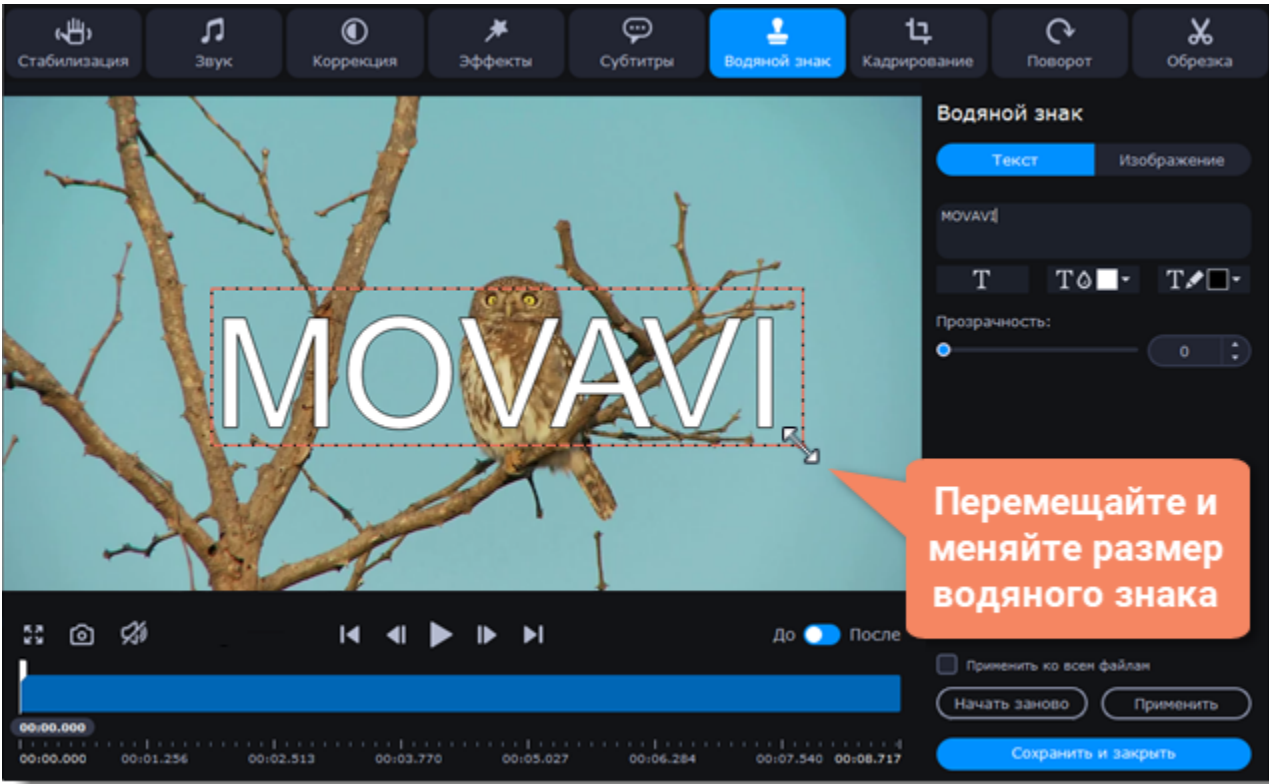 Стабилизация
Звук
Коррекция
Эффекты
Субтитры
Водяной знак
Кадрирование
Поворот
Обрезка
Водяной знак
Текст
Изображение
MOVAVI
T
T
T
Прозрачность:
0
MOVAVI
Перемещайте и
меняйте размер
водяного знака
До
После
Применить ко всем файлам
Начать заново
Применить
00:00.000
00:00.000
00:01.256
00:02.513
00:03.770
00:05.027
00:06.284
00:07.540
00:08.717
Сохранить и закрыть